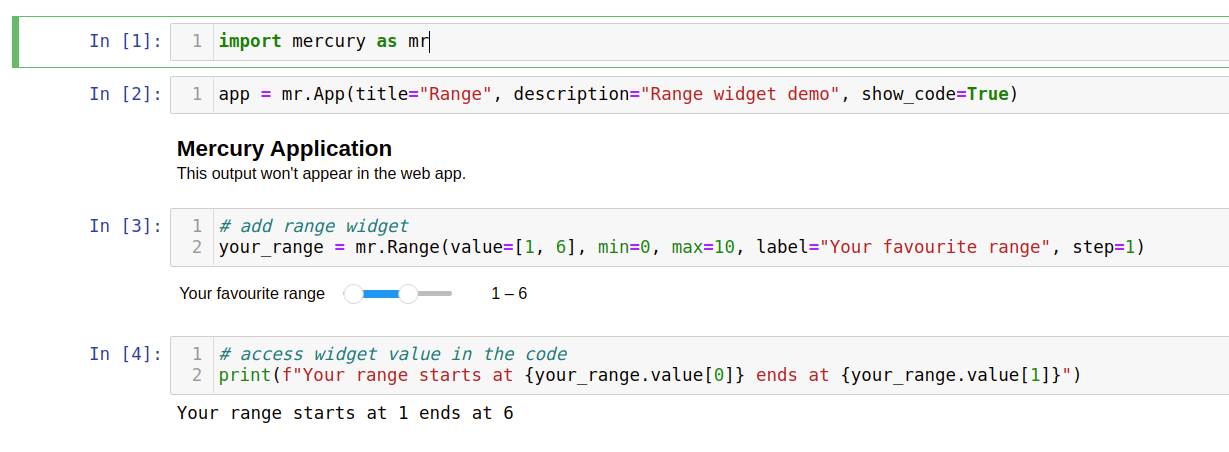 In [1]: 1 import mercury as mr
In [2]: 1 app = mr.App(title="Range", description="Range widget demo", show_code=True)
Mercury Application
This output won't appear in the web app.
In [3]: 1 # add range widget
2 your_range = mr.Range(value=[1, 6], min=0, max=10, label="Your favourite range", step=1)
Your favourite range 1 – 6
In [4]: 1 # access widget value in the code
2 print(f"Your range starts at {your_range.value[0]} ends at {your_range.value[1]}")
Your range starts at 1 ends at 6